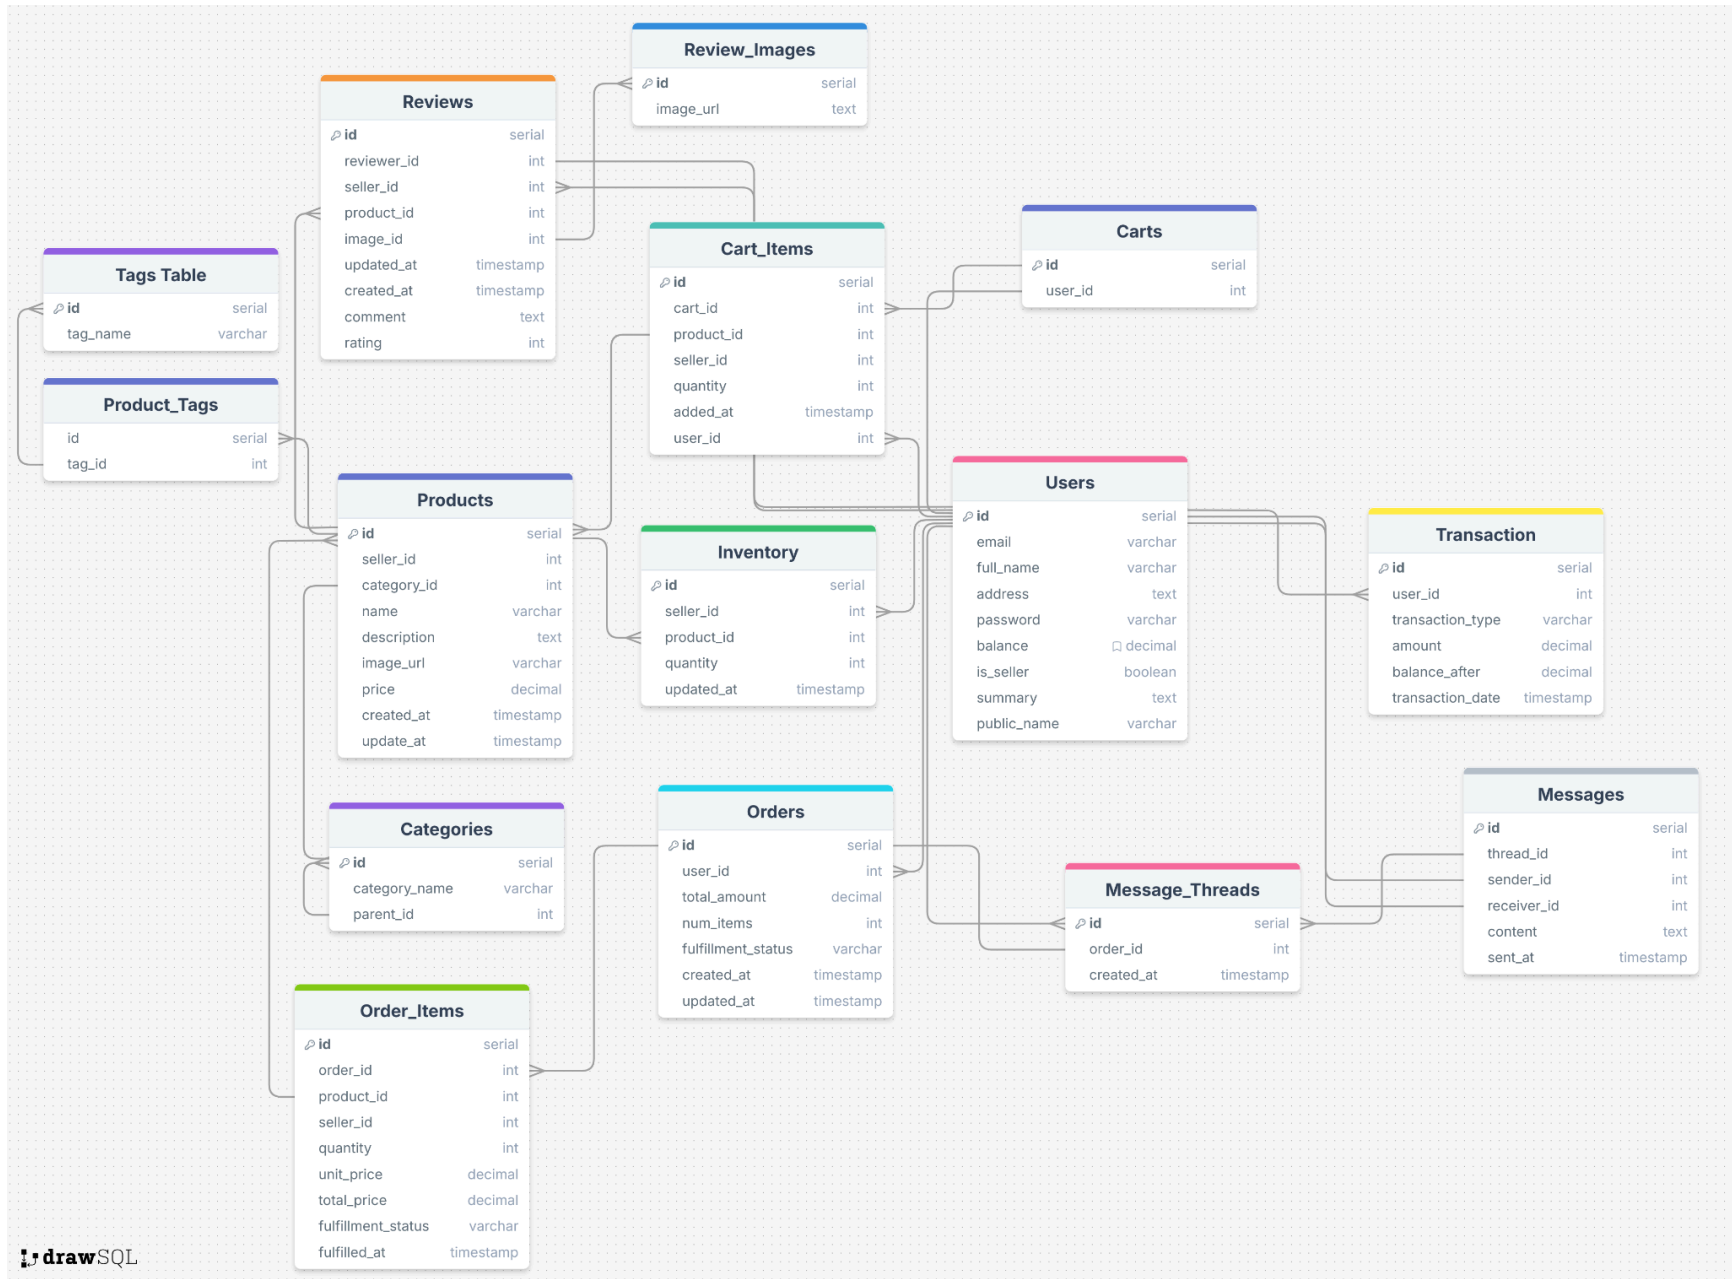 Review_Images
id serial
image_url text
Reviews
id serial
reviewer_id int
seller_id int
product_id int
image_id int
updated_at timestamp
created_at timestamp
comment text
rating int
Carts
id serial
user_id int
Cart_Items
id serial
cart_id int
product_id int
seller_id int
quantity int
added_at timestamp
user_id int
Tags Table
id serial
tag_name varchar
Product_Tags
id serial
tag_id int
Products
id serial
seller_id int
category_id int
name varchar
description text
image_url varchar
price decimal
created_at timestamp
update_at timestamp
Inventory
id serial
seller_id int
product_id int
quantity int
updated_at timestamp
Users
id serial
email varchar
full_name varchar
address text
password varchar
balance decimal
is_seller boolean
summary text
public_name varchar
Transaction
id serial
user_id int
transaction_type varchar
amount decimal
balance_after decimal
transaction_date timestamp
Categories
id serial
category_name varchar
parent_id int
Orders
id serial
user_id int
total_amount decimal
num_items int
fulfillment_status varchar
created_at timestamp
updated_at timestamp
Message_Threads
id serial
order_id int
created_at timestamp
Messages
id serial
thread_id int
sender_id int
receiver_id int
content text
sent_at timestamp
Order_Items
id serial
order_id int
product_id int
seller_id int
quantity int
unit_price decimal
total_price decimal
fulfillment_status varchar
fulfilled_at timestamp
drawSQL